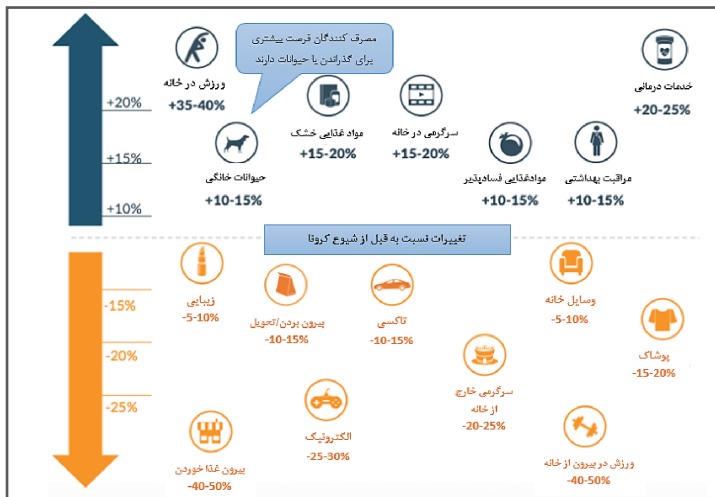 مصرف کنندگان فرصت بیشتری
برای گذراندن با حیوانات دارند
ورزش در خانه
+35-40%
خدمات درمانی
+20-25%
مواد غذایی خشک
+15-20%
سرگرمی در خانه
+15-20%
حیوانات خانگی
+10-15%
موادغذایی فسادپذیر
+10-15%
مراقبت بهداشتی
+10-15%
+20%
+15%
+10%
تغییرات نسبت به قبل از شیوع کرونا
زیبایی
-5-10%
پیرون بردن/تحویل
-10-15%
تاکسی
-10-15%
وسایل خانه
-5-10%
پوشاک
-15-20%
سرگرمی خارج
از خانه
-20-25%
الکترونیک
-25-30%
بیرون غذا خوردن
-40-50%
ورزش در بیرون از خانه
-40-50%
-15%
-20%
-25%